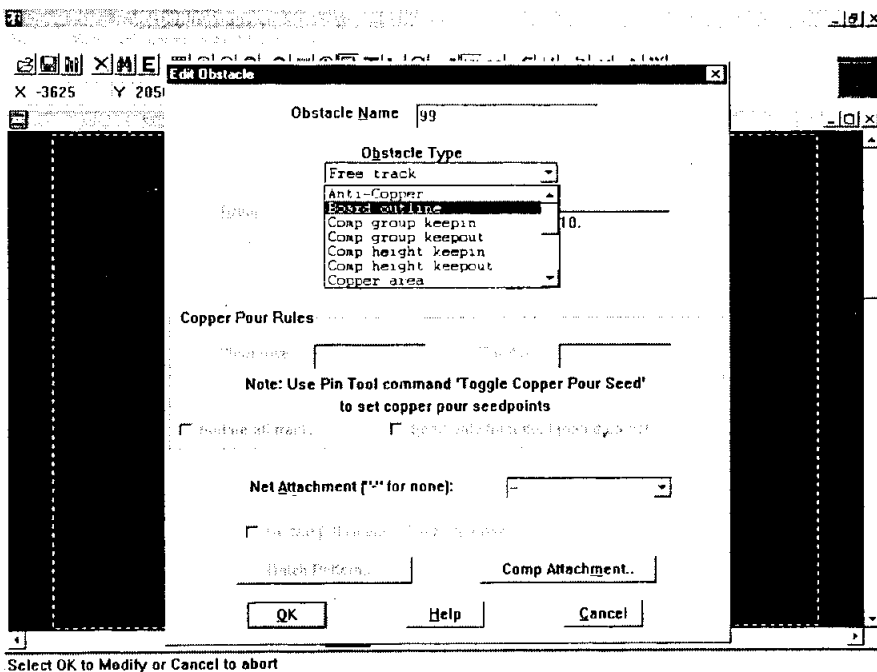 E
X -3625 Y 205
Edit Obstacle
Obstacle Name 99
Obstacle Type
Free track
Anti-Copper
Board outline
Comp group keepin
Comp group keepout
Comp height keepin
Comp height keepout
Copper area
10.
Copper Pour Rules
Note: Use Pin Tool command 'Toggle Copper Pour Seed'
to set copper pour seedpoints
Net Attachment ("-" for none): -
Comp Attachment..
OK Help Cancel
Select OK to Modify or Cancel to abort